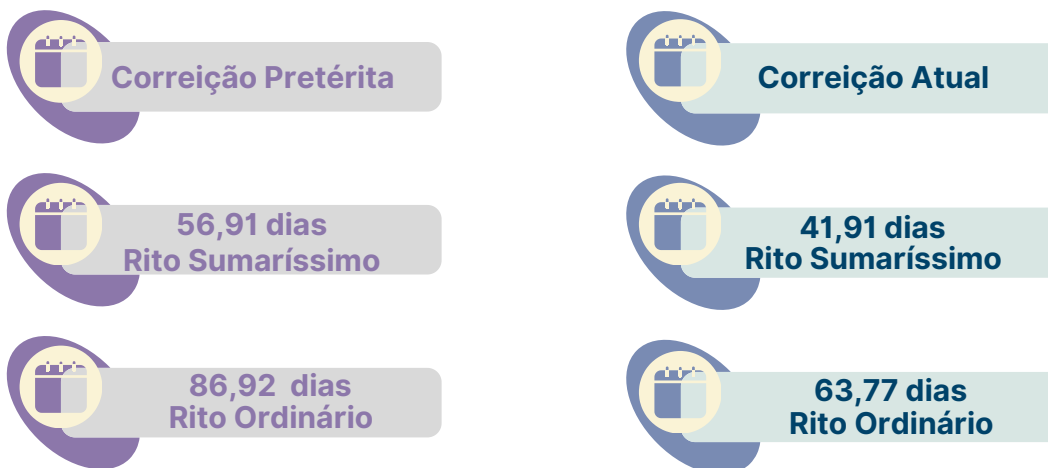 Correição Pretérita
56,91 dias
Rito Sumaríssimo
86,92 dias
Rito Ordinário
Correição Atual
41,91 dias
Rito Sumaríssimo
63,77 dias
Rito Ordinário